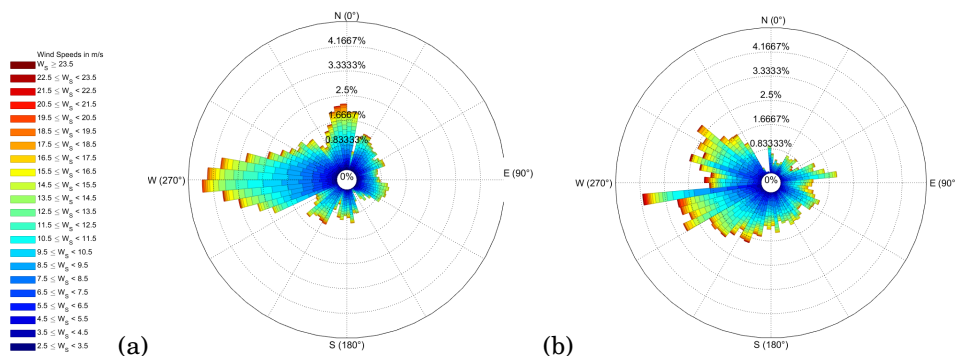 Wind Speeds in m/s
W_S ≥ 23.5
22.5 ≤ W_S < 23.5
21.5 ≤ W_S < 22.5
20.5 ≤ W_S < 21.5
19.5 ≤ W_S < 20.5
18.5 ≤ W_S < 19.5
17.5 ≤ W_S < 18.5
16.5 ≤ W_S < 17.5
15.5 ≤ W_S < 16.5
14.5 ≤ W_S < 15.5
13.5 ≤ W_S < 14.5
12.5 ≤ W_S < 13.5
11.5 ≤ W_S < 12.5
10.5 ≤ W_S < 11.5
9.5 ≤ W_S < 10.5
8.5 ≤ W_S < 9.5
7.5 ≤ W_S < 8.5
6.5 ≤ W_S < 7.5
5.5 ≤ W_S < 6.5
4.5 ≤ W_S < 5.5
3.5 ≤ W_S < 4.5
2.5 ≤ W_S < 3.5
(a)
N (0°)
4.1667%
3.3333%
2.5%
1.6667%
0.83333%
0%
W (270°)
E (90°
S (180°)
(b)
N (0°)
4.1667%
3.3333%
2.5%
1.6667%
0.83333%
0%
W (270°)
E (90°
S (180°)